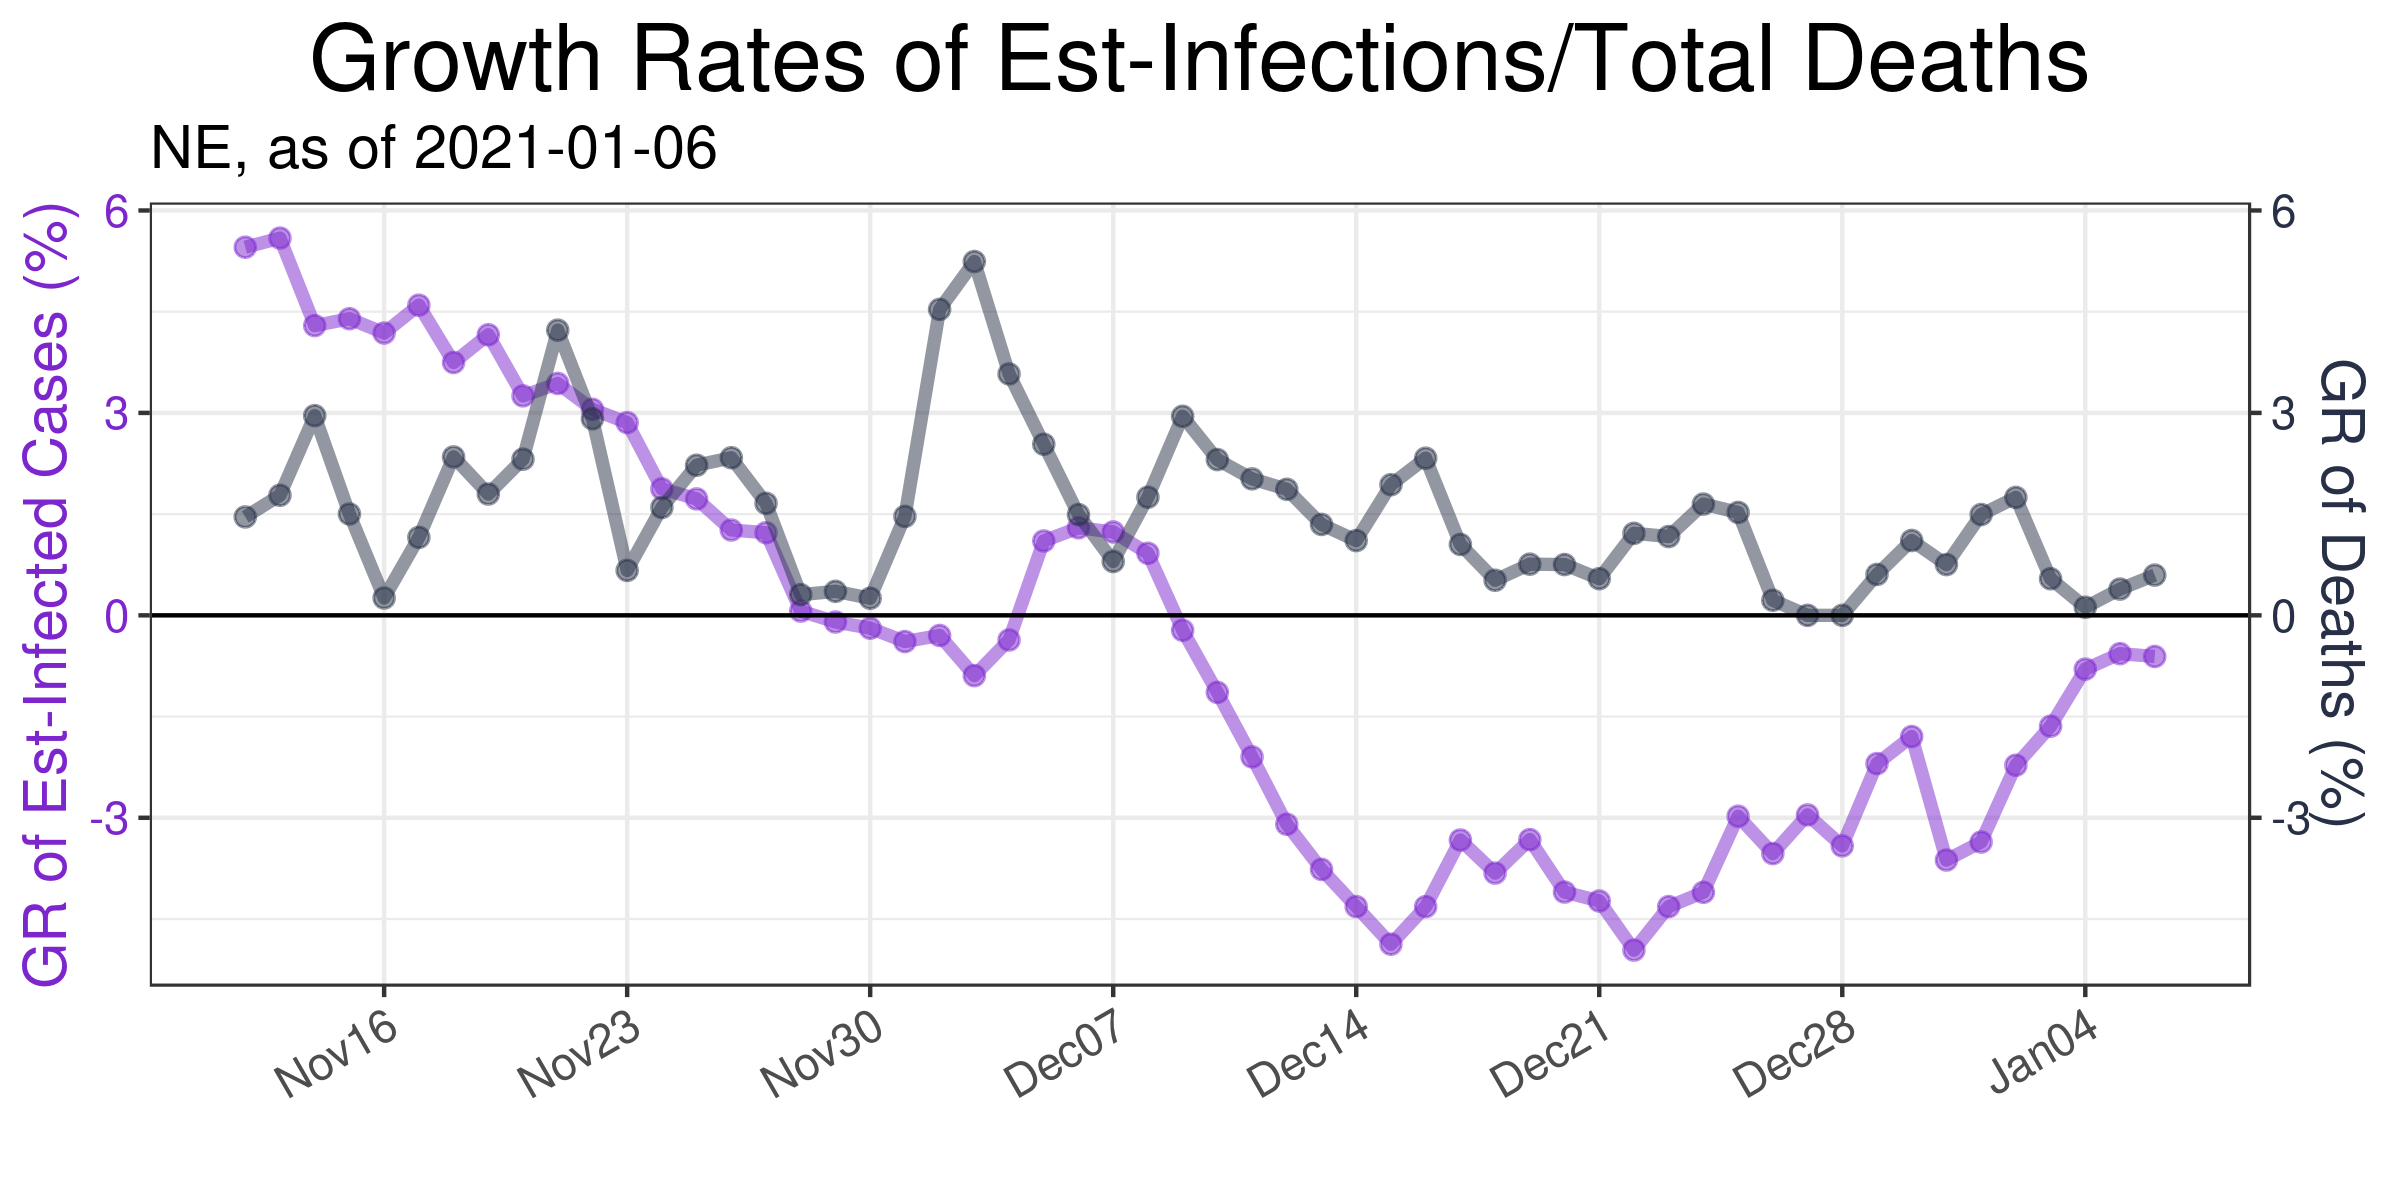 Growth Rates of Est-Infections/Total Deaths
NE, as of 2021-01-06
GR of Est-Infected Cases (%)
6
3
0
-3
6
3
0
-3
GR of Deaths (%)
Nov16
Nov23
Nov30
Dec07
Dec14
Dec21
Dec28
Jan04